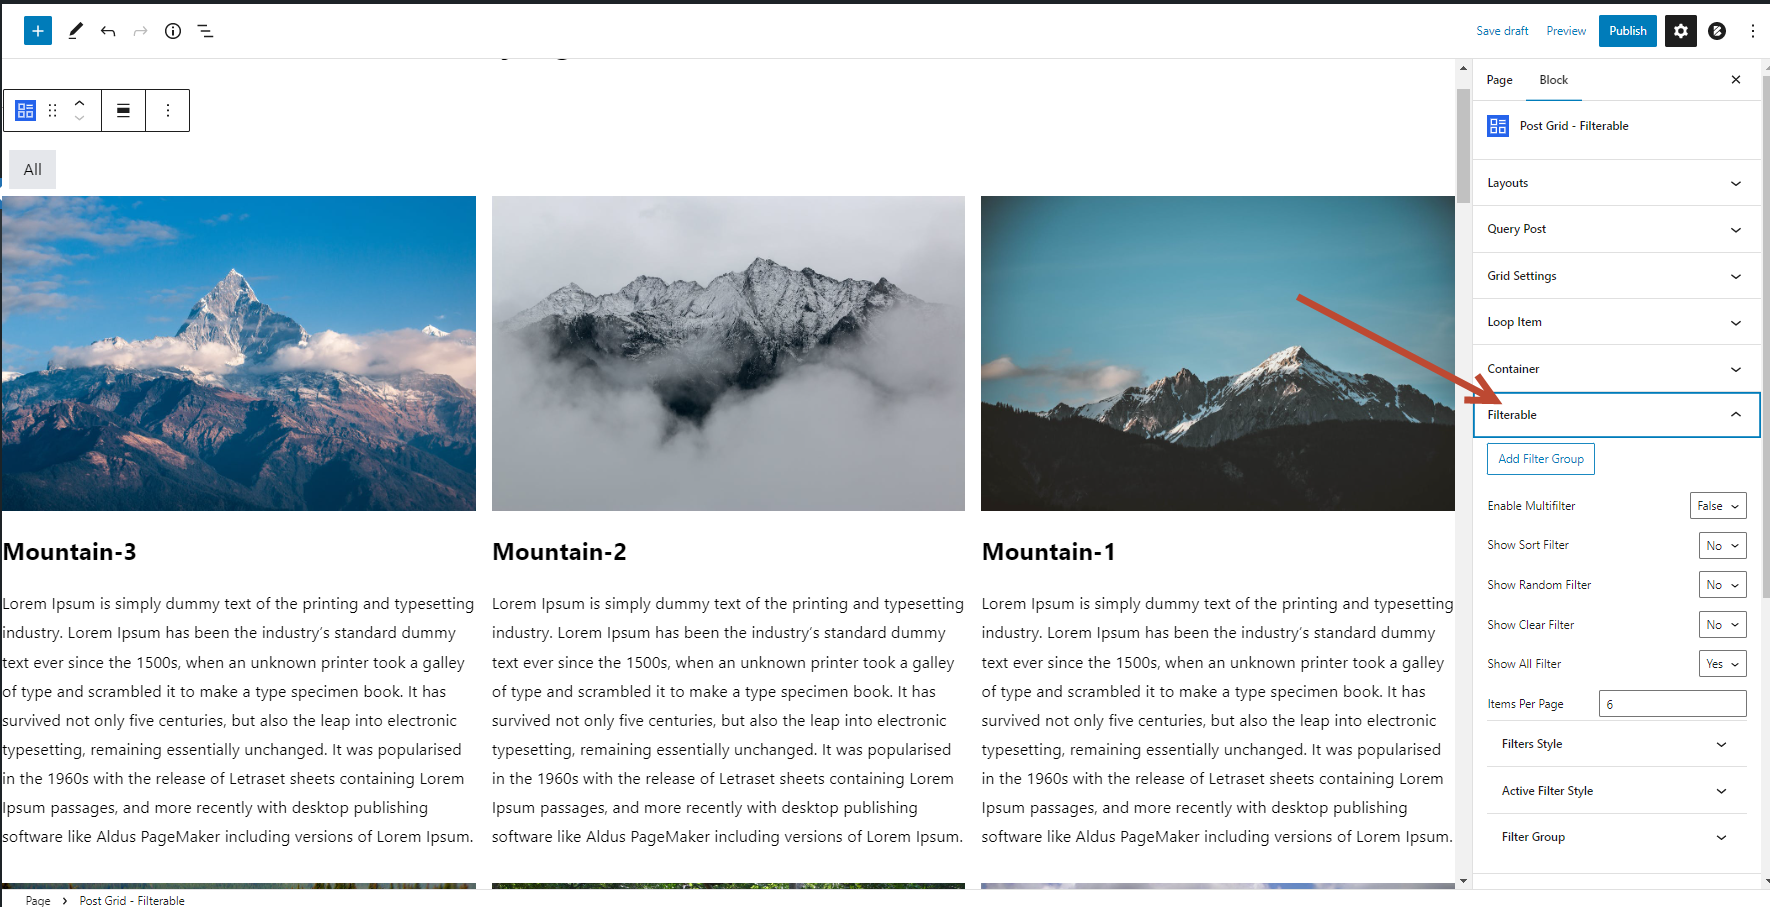 Save draft
Preview
Publish
All
Mountain-3
Lorem Ipsum is simply dummy text of the printing and typesetting
industry. Lorem Ipsum has been the industry’s standard dummy
text ever since the 1500s, when an unknown printer took a galley
of type and scrambled it to make a type specimen book. It has
survived not only five centuries, but also the leap into electronic
typesetting, remaining essentially unchanged. It was popularised
in the 1960s with the release of Letraset sheets containing Lorem
Ipsum passages, and more recently with desktop publishing
software like Aldus PageMaker including versions of Lorem Ipsum.
Mountain-2
Lorem Ipsum is simply dummy text of the printing and typesetting
industry. Lorem Ipsum has been the industry’s standard dummy
text ever since the 1500s, when an unknown printer took a galley
of type and scrambled it to make a type specimen book. It has
survived not only five centuries, but also the leap into electronic
typesetting, remaining essentially unchanged. It was popularised
in the 1960s with the release of Letraset sheets containing Lorem
Ipsum passages, and more recently with desktop publishing
software like Aldus PageMaker including versions of Lorem Ipsum.
Mountain-1
Lorem Ipsum is simply dummy text of the printing and typesetting
industry. Lorem Ipsum has been the industry’s standard dummy
text ever since the 1500s, when an unknown printer took a galley
of type and scrambled it to make a type specimen book. It has
survived not only five centuries, but also the leap into electronic
typesetting, remaining essentially unchanged. It was popularised
in the 1960s with the release of Letraset sheets containing Lorem
Ipsum passages, and more recently with desktop publishing
software like Aldus PageMaker including versions of Lorem Ipsum.
Page
Block
Post Grid - Filterable
Layouts
Query Post
Grid Settings
Loop Item
Container
Filterable
Add Filter Group
Enable Multifilter
False
Show Sort Filter
No
Show Random Filter
No
Show Clear Filter
No
Show All Filter
Yes
Items Per Page
6
Filters Style
Active Filter Style
Filter Group
Page
Post Grid - Filterable